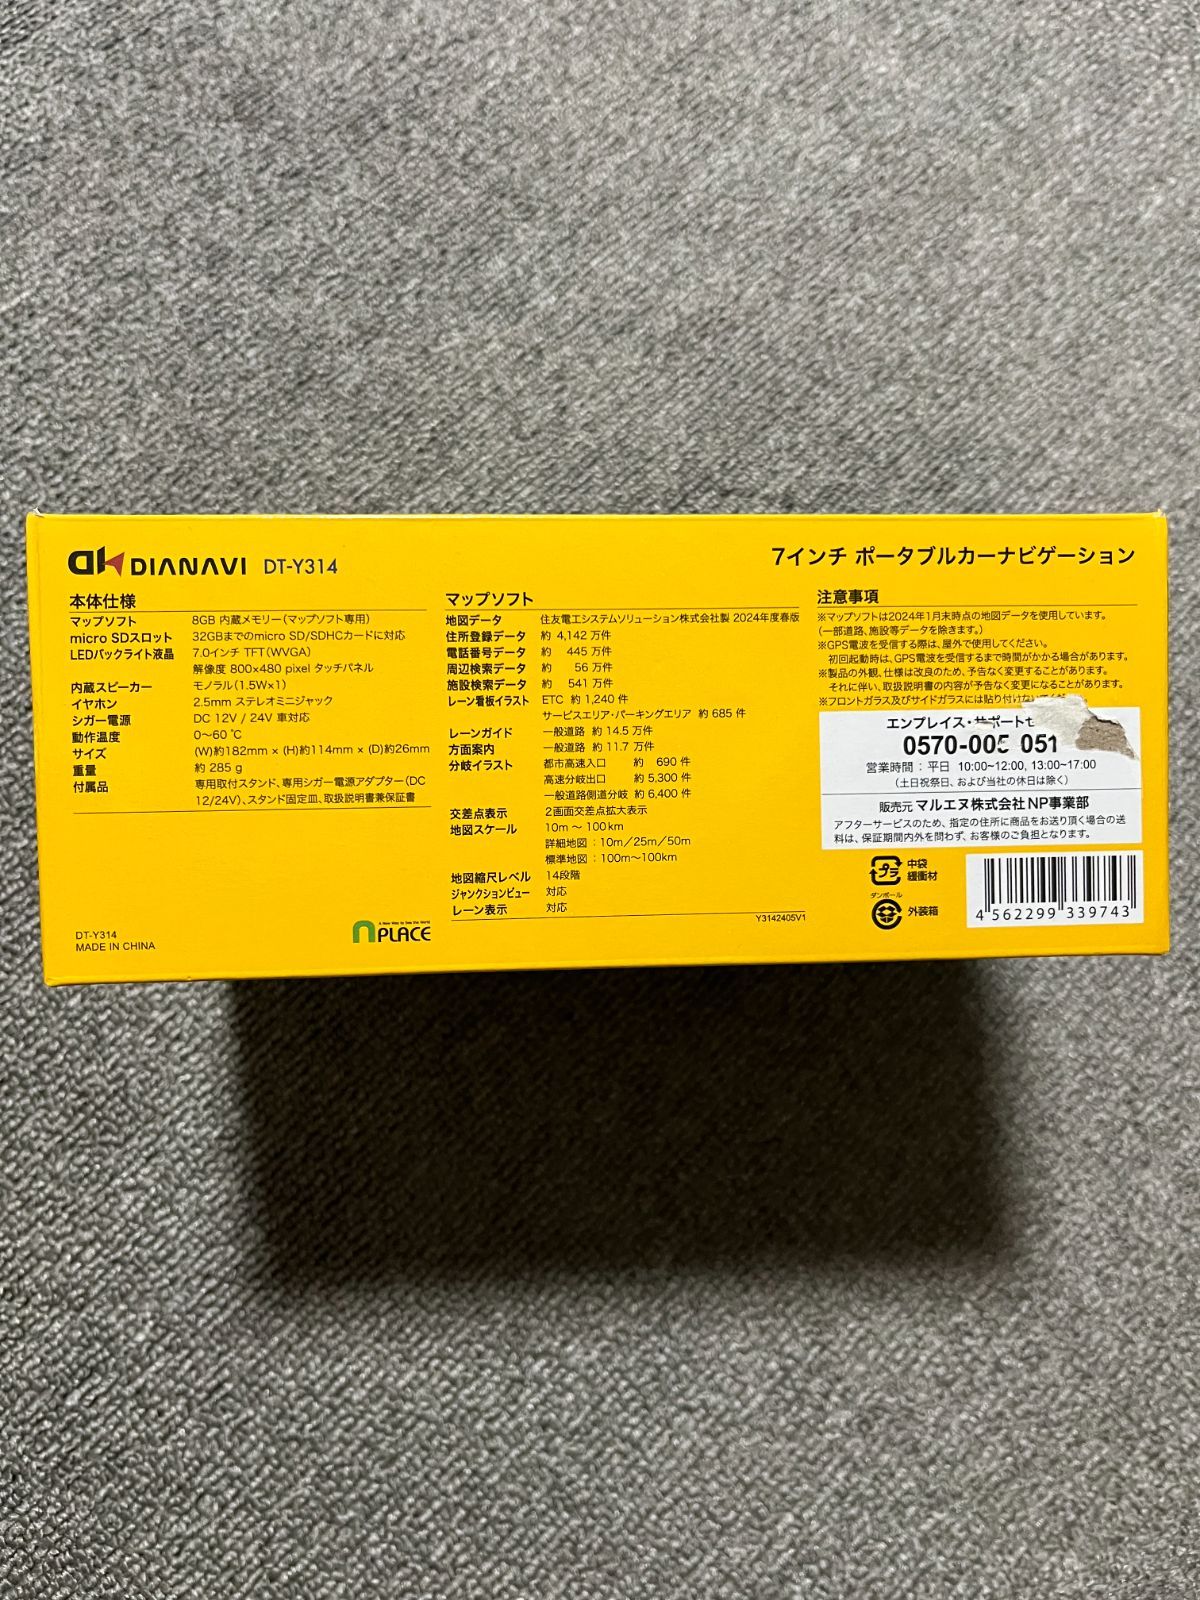 DIANAVI DT-Y314
7インチ ポータブルカーナビゲーション
本体仕様
マップソフト 8GB 内蔵メモリー(マップソフト専用)
micro SDスロット 32GBまでのmicro SD/SDHCカードに対応
LEDバックライト液晶 7.0インチ TFT(WVGA)
解像度 800×480 pixel タッチパネル
内蔵スピーカー モノラル(1.5W×1)
イヤホン 2.5mm ステレオミニジャック
シガー電源 DC 12V / 24V 車対応
動作温度 0〜60℃
サイズ (W)約182mm × (H)約114mm × (D)約26mm
重量 約 285 g
付属品 専用取付スタンド、専用シガー電源アダプター(DC
12/24V)、スタンド固定皿、取扱説明書兼保証書
DT-Y314
MADE IN CHINA
A New Way to See the World
nPLACE
マップソフト
地図データ 住友電工システムソリューション株式会社製 2024年度春版
住所登録データ 約 4,142 万件
電話番号データ 約 445 万件
周辺検索データ 約 56 万件
施設検索データ 約 541 万件
レーン看板イラスト ETC 約 1,240 件
サービスエリア・パーキングエリア 約 685 件
レーンガイド 一般道路 約 14.5 万件
方面案内 一般道路 約 11.7 万件
分岐イラスト 都市高速入口 約 690 件
高速分岐出口 約 5,300 件
一般道路側道分岐 約 6,400 件
交差点表示 2画面交差点拡大表示
地図スケール 10m 〜 100km
詳細地図 : 10m/25m/50m
標準地図 : 100m〜100km
地図縮尺レベル 14段階
ジャンクションビュー 対応
レーン表示 対応
Y3142405V1
注意事項
※マップソフトは2024年1月末時点の地図データを使用しています。
(一部道路、施設等データを除きます。)
※GPS電波を受信する際は、屋外で使用してください。
初回起動時は、GPS電波を受信するまで時間がかかる場合があります。
※製品の外観、仕様は改良のため、予告なく変更することがあります。
それに伴い、取扱説明書の内容が予告なく変更になることがあります。
※フロントガラス及びサイドガラスには貼り付けない
エンプレイス・サポート
0570-005 051
営業時間 : 平日 10:00~12:00, 13:00~17:00
(土日祝祭日、および当社の休日は除く)
販売元 マルエヌ株式会社 NP事業部
アフターサービスのため、指定の住所に商品をお送り頂く場合の送
料は、保証期間内外を問わず、お客様のご負担となります。
プラ 中袋
緩衝材
ダンボール
外装箱
4 562299 339743